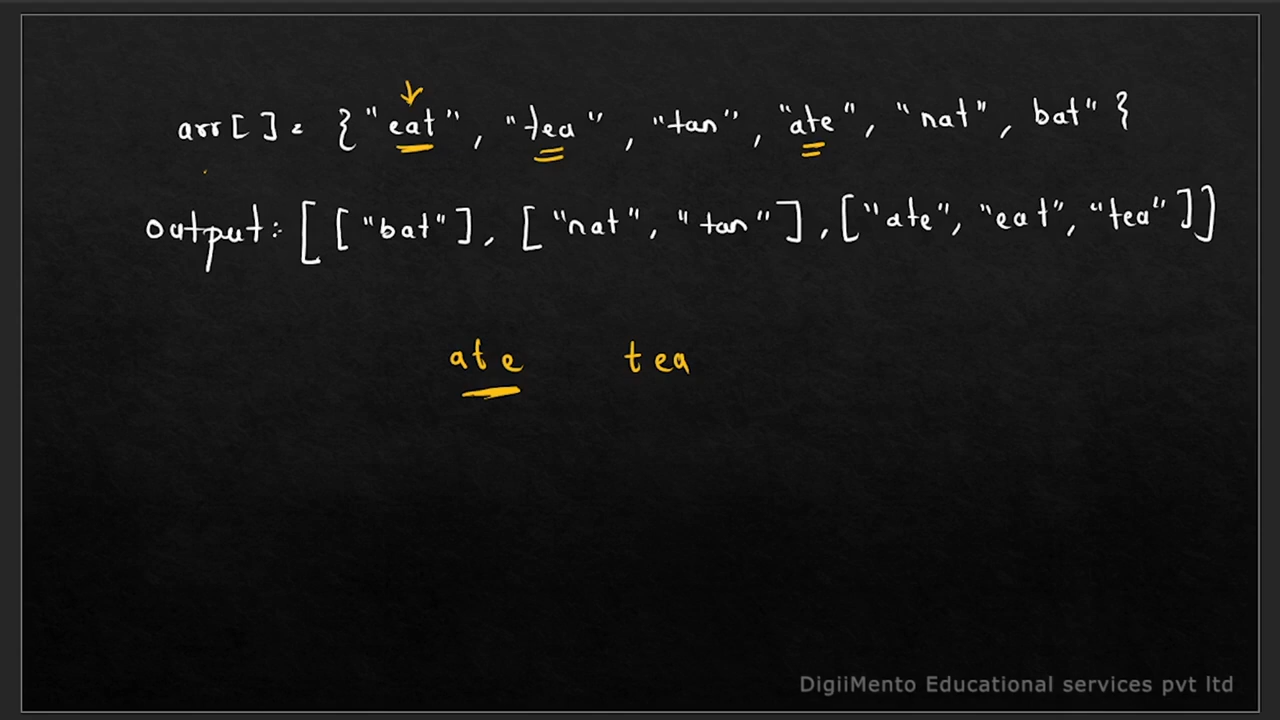 arr[] = {"eat", "tea", "tan", "ate", "nat", bat"}
output: [["bat"], ["nat", "tan"], ["ate", "eat", "tea"]]
ate tea
DigiiMento Educational services pvt ltd